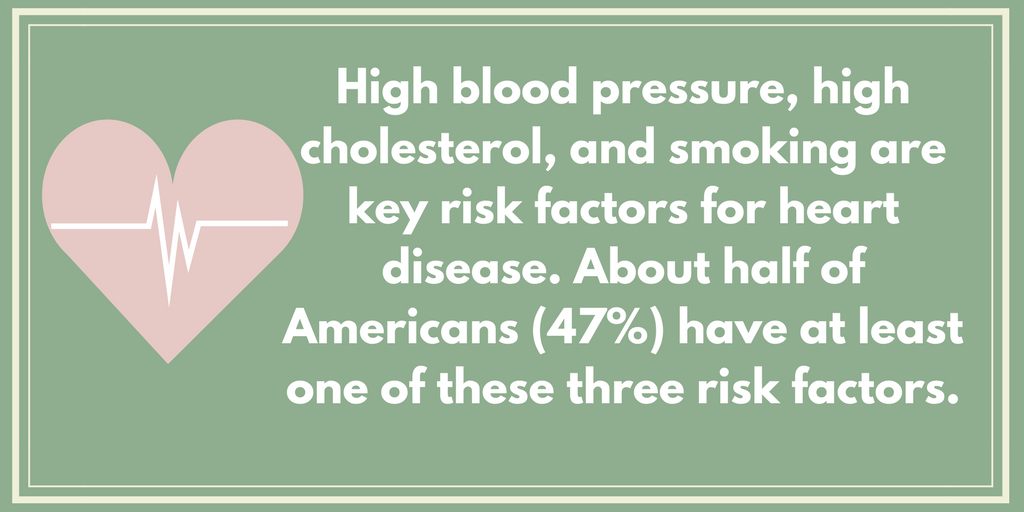 High blood pressure, high
cholesterol, and smoking are
key risk factors for heart
disease. About half of
Americans (47%) have at least
one of these three risk factors.